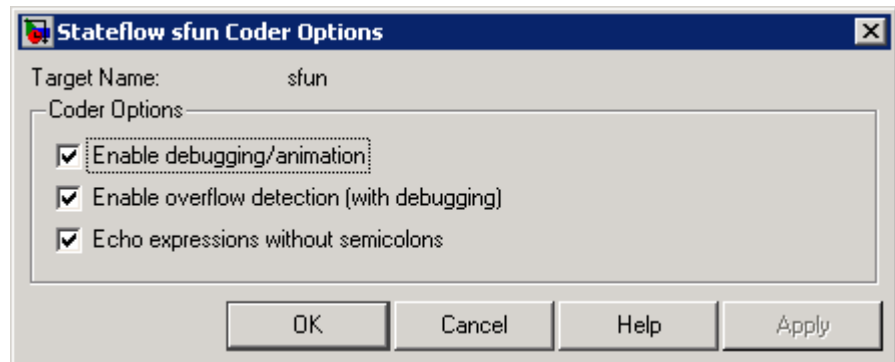 Stateflow sfun Coder Options
Target Name: sfun
Coder Options
Enable debugging/animation
Enable overflow detection (with debugging)
Echo expressions without semicolons
OK Cancel Help Apply